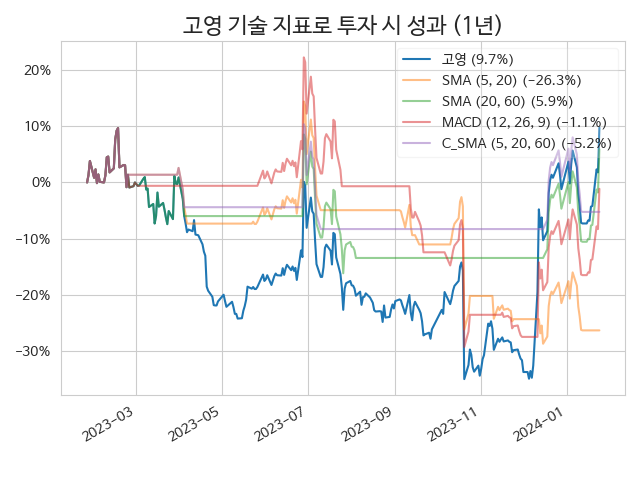 고영 기술 지표로 투자 시 성과 (1년)
고영 (9.7%)
SMA (5, 20) (−26.3%)
SMA (20, 60) (5.9%)
MACD (12, 26, 9) (−1.1%)
C_SMA (5, 20, 60) (−5.2%)
20%
10%
0%
−10%
−20%
−30%
2023−03
2023−05
2023−07
2023−09
2023−11
2024−01